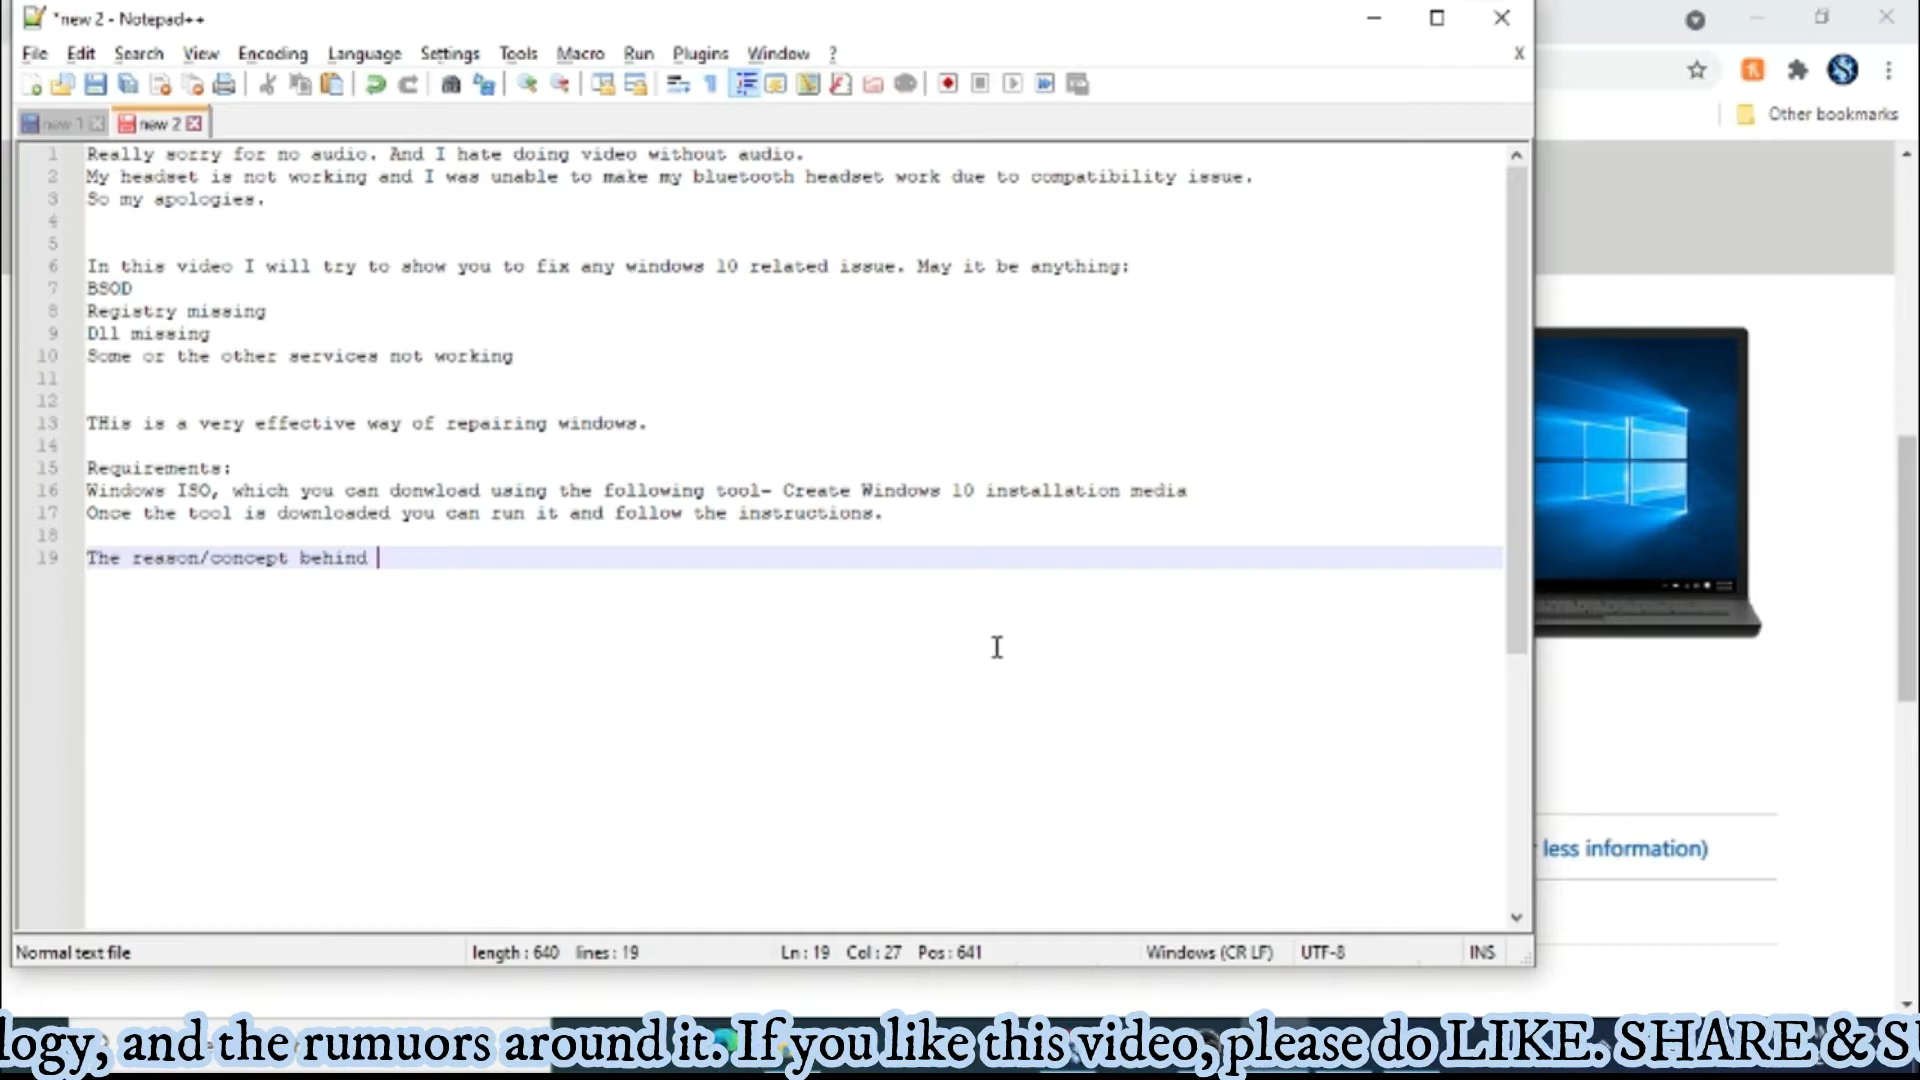 *new 2 - Notepad++
File Edit Search View Encoding Language Settings Tools Macro Run Plugins Window ?
X
Other bookmarks
new 1 new 2
1 Really sorry for no audio. And I hate doing video without audio.
2 My headset is not working and I was unable to make my bluetooth headset work due to compatibility issue.
3 So my apologies.
4
5
6 In this video I will try to show you to fix any windows 10 related issue. May it be anything:
7 BSOD
8 Registry missing
9 Dll missing
10 Some or the other services not working
11
12
13 THis is a very effective way of repairing windows.
14
15 Requirements:
16 Windows ISO, which you can donwload using the following tool- Create Windows 10 installation media
17 Once the tool is downloaded you can run it and follow the instructions.
18
19 The reason/concept behind
less information)
Normal text file length : 640 lines : 19 Ln : 19 Col : 27 Pos : 641 Windows (CR LF) UTF-8 INS
logy, and the rumuors around it. If you like this video, please do LIKE. SHARE & S